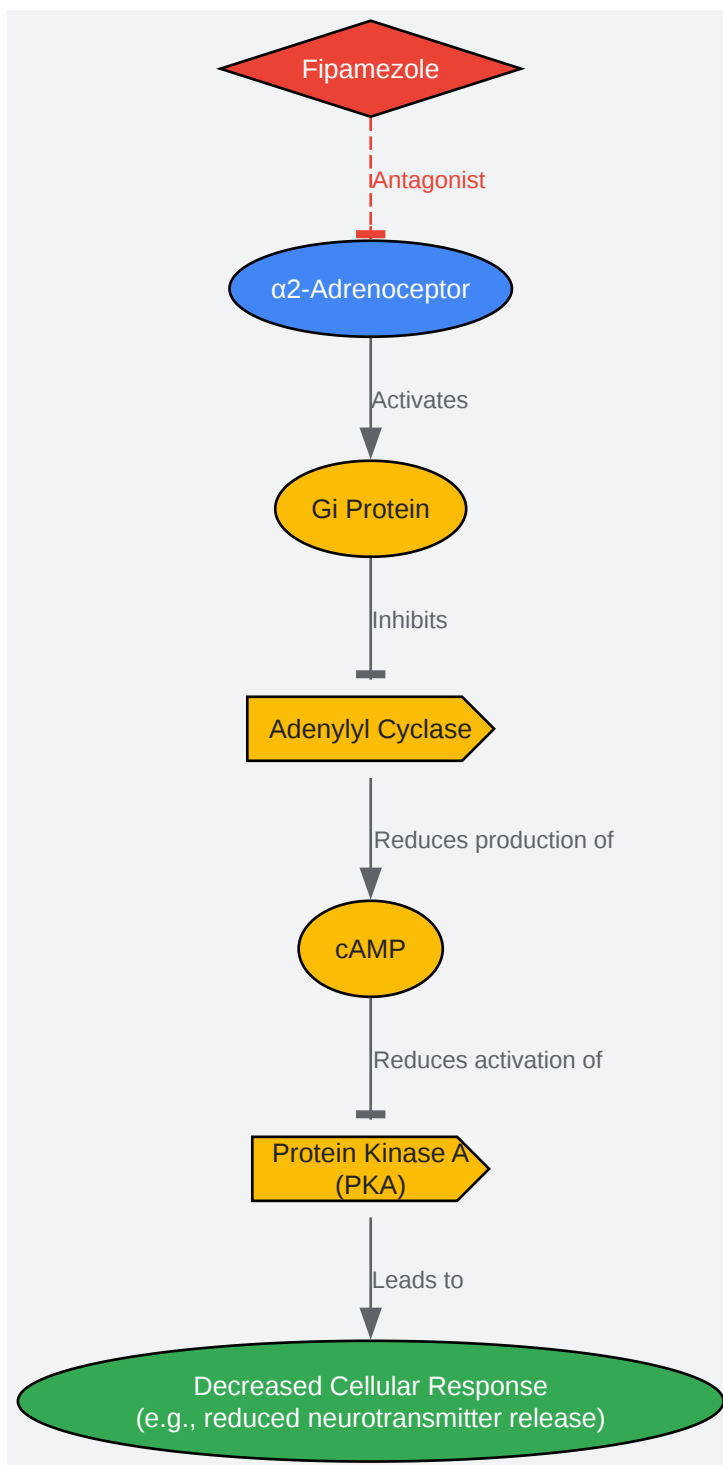 Fipamezole
Antagonist
α2-Adrenoceptor
Activates
Gi Protein
Inhibits
Adenylyl Cyclase
Reduces production of
cAMP
Reduces activation of
Protein Kinase A
(PKA)
Leads to
Decreased Cellular Response
(e.g., reduced neurotransmitter release)